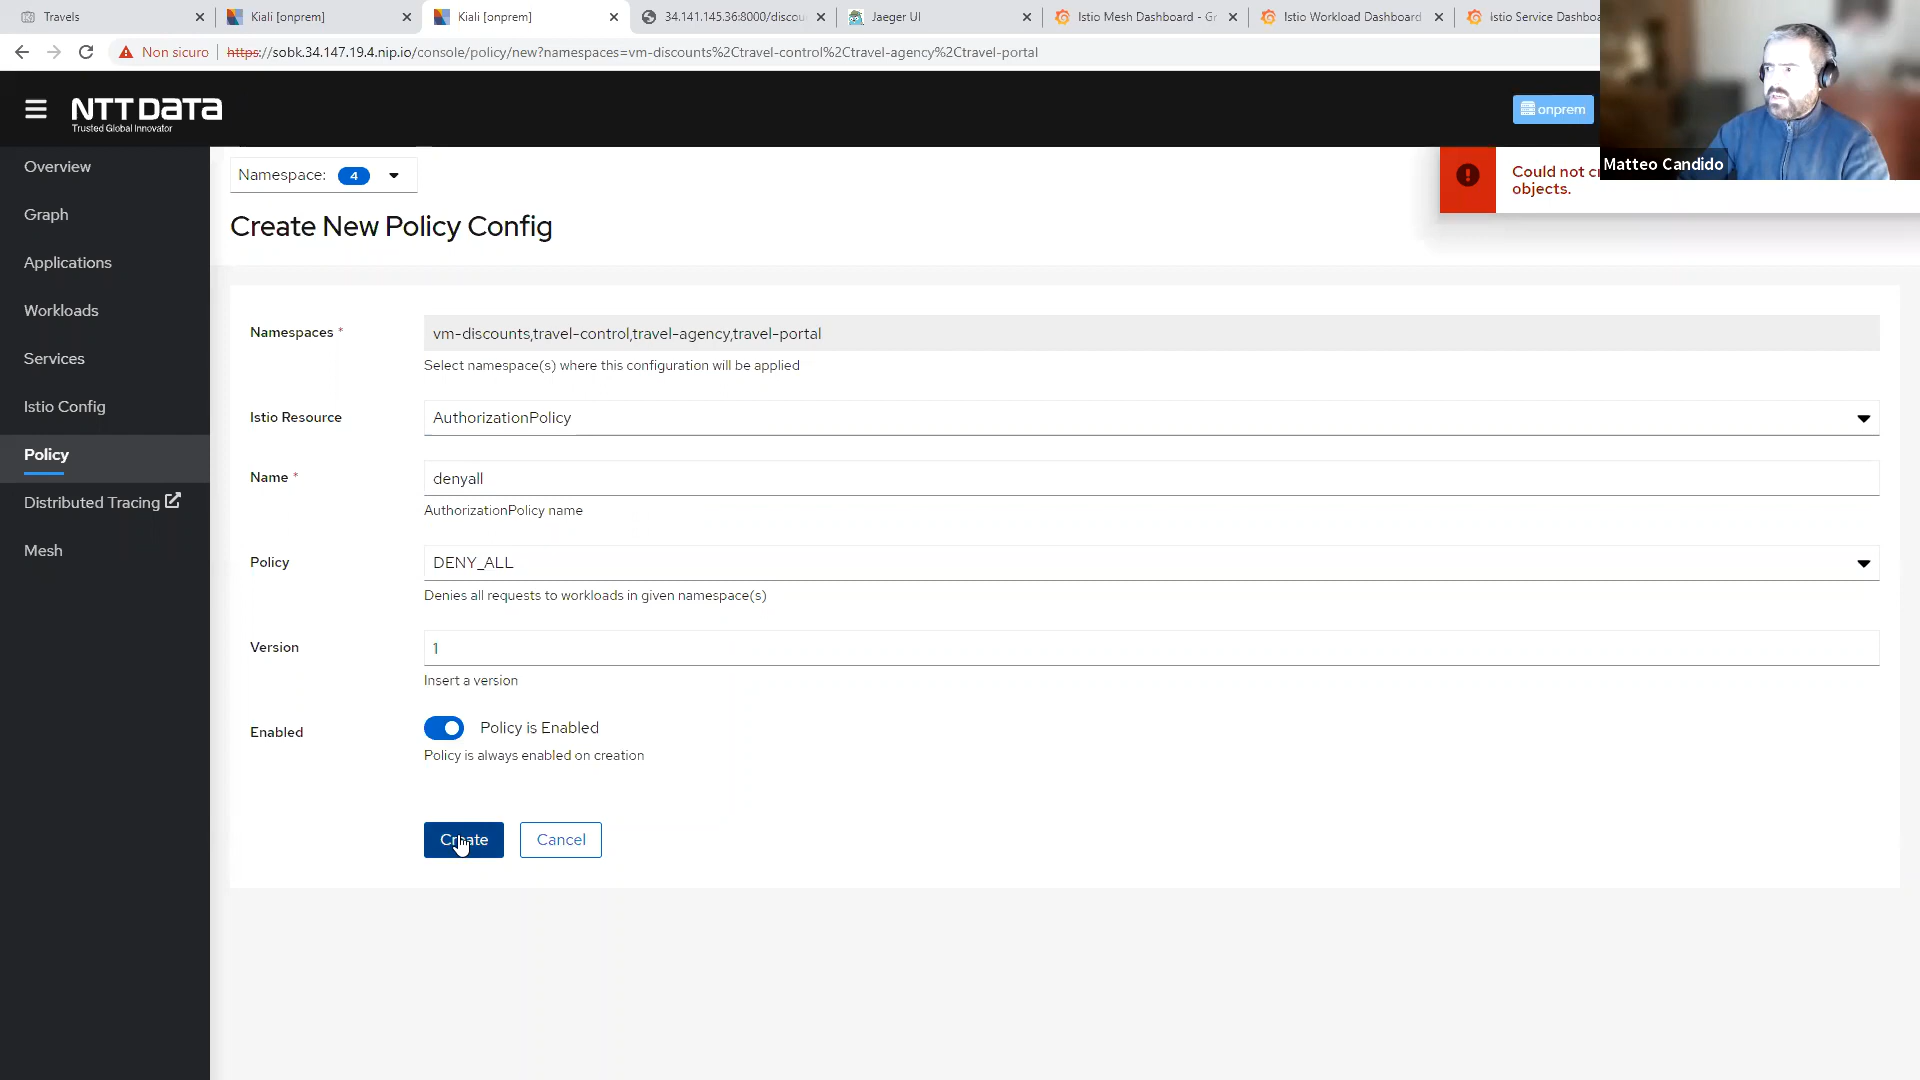 Travels
Kiali [onprem]
Kiali [onprem]
34.141.145.36:8000/discou
Jaeger UI
Istio Mesh Dashboard - Gr
Istio Workload Dashboard
Istio Service Dashboa
Non sicuro
https://sobk.34.147.19.4.nip.io/console/policy/new?namespaces=vm-discounts%2Ctravel-control%2Ctravel-agency%2Ctravel-portal
NTT DATA
Trusted Global Innovator
onprem
Matteo Candido
Overview
Graph
Applications
Workloads
Services
Istio Config
Policy
Distributed Tracing
Mesh
Namespace: 4
Could not cr
objects.
Create New Policy Config
Namespaces *
vm-discounts,travel-control,travel-agency,travel-portal
Select namespace(s) where this configuration will be applied
Istio Resource
AuthorizationPolicy
Name *
denyall
AuthorizationPolicy name
Policy
DENY_ALL
Denies all requests to workloads in given namespace(s)
Version
1
Insert a version
Enabled
Policy is Enabled
Policy is always enabled on creation
Create
Cancel